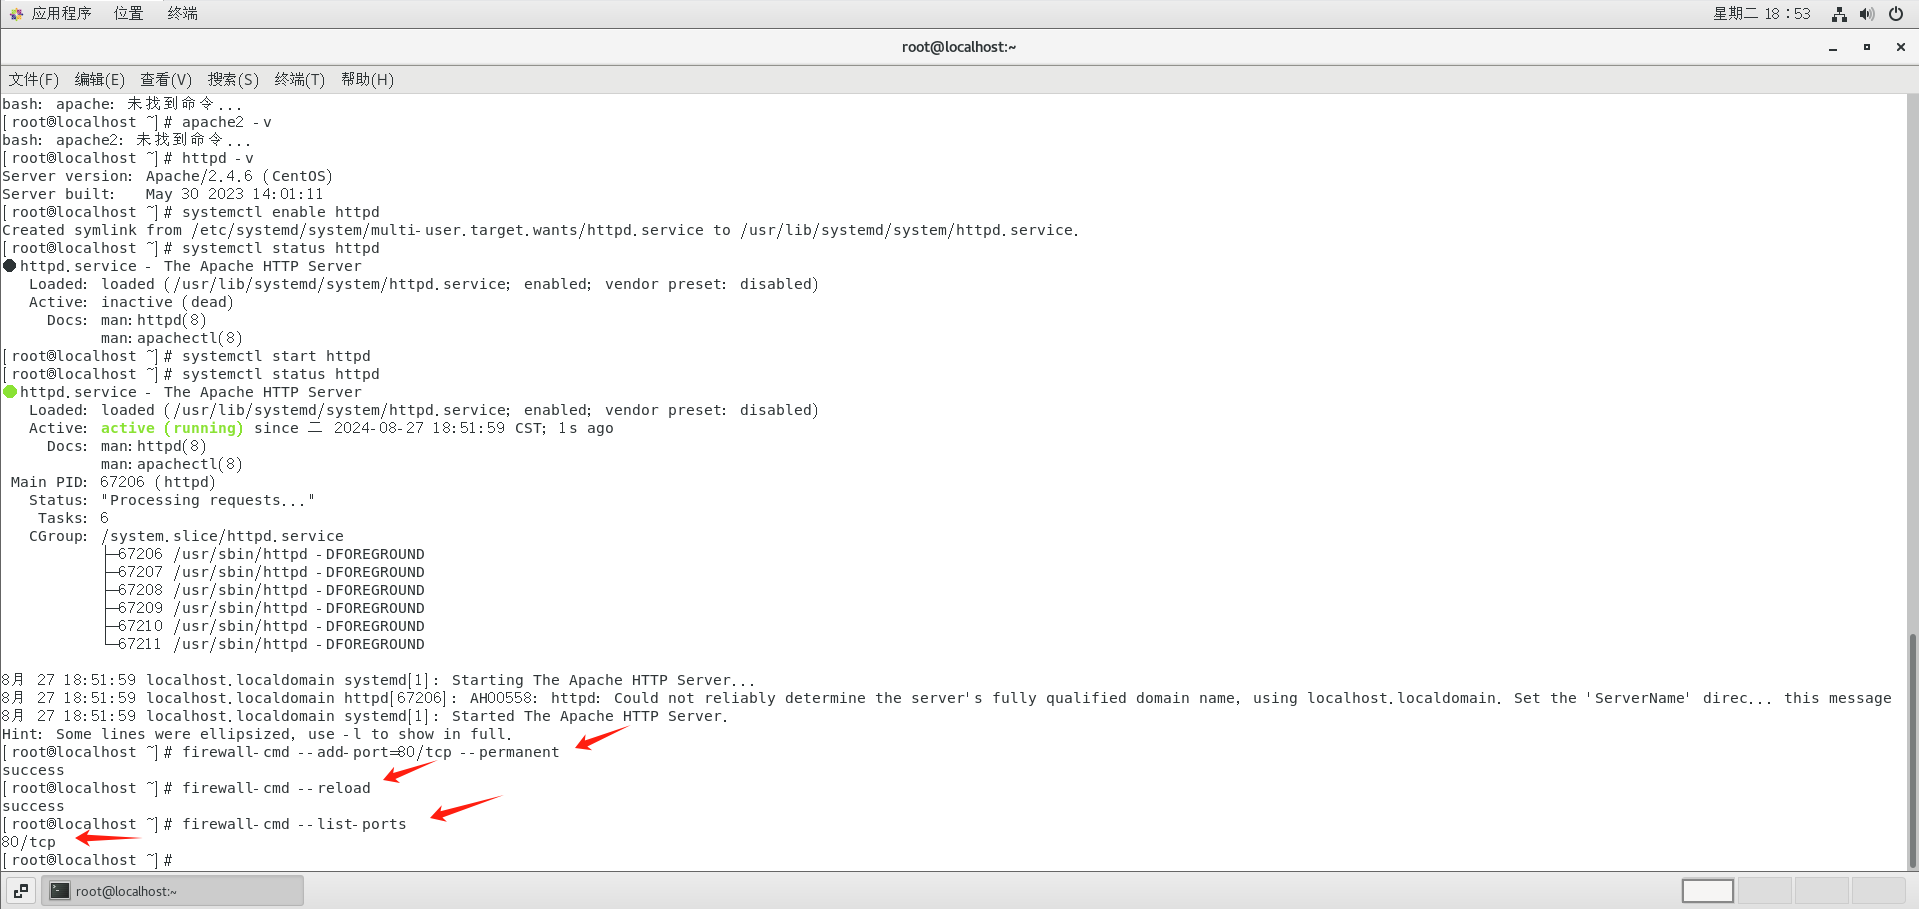 应用程序 位置 终端 星期二 18：53
root@localhost:~
文件(F) 编辑(E) 查看(V) 搜索(S) 终端(T) 帮助(H)
bash: apache: 未找到命令...
[root@localhost ~]# apache2 -v
bash: apache2: 未找到命令...
[root@localhost ~]# httpd -v
Server version: Apache/2.4.6 (CentOS)
Server built:   May 30 2023 14:01:11
[root@localhost ~]# systemctl enable httpd
Created symlink from /etc/systemd/system/multi-user.target.wants/httpd.service to /usr/lib/systemd/system/httpd.service.
[root@localhost ~]# systemctl status httpd
● httpd.service - The Apache HTTP Server
   Loaded: loaded (/usr/lib/systemd/system/httpd.service; enabled; vendor preset: disabled)
   Active: inactive (dead)
     Docs: man:httpd(8)
           man:apachectl(8)
[root@localhost ~]# systemctl start httpd
[root@localhost ~]# systemctl status httpd
● httpd.service - The Apache HTTP Server
   Loaded: loaded (/usr/lib/systemd/system/httpd.service; enabled; vendor preset: disabled)
   Active: active (running) since 二 2024-08-27 18:51:59 CST; 1s ago
     Docs: man:httpd(8)
           man:apachectl(8)
 Main PID: 67206 (httpd)
   Status: "Processing requests..."
    Tasks: 6
   CGroup: /system.slice/httpd.service
           ├─67206 /usr/sbin/httpd -DFOREGROUND
           ├─67207 /usr/sbin/httpd -DFOREGROUND
           ├─67208 /usr/sbin/httpd -DFOREGROUND
           ├─67209 /usr/sbin/httpd -DFOREGROUND
           ├─67210 /usr/sbin/httpd -DFOREGROUND
           └─67211 /usr/sbin/httpd -DFOREGROUND
8月 27 18:51:59 localhost.localdomain systemd[1]: Starting The Apache HTTP Server...
8月 27 18:51:59 localhost.localdomain httpd[67206]: AH00558: httpd: Could not reliably determine the server's fully qualified domain name, using localhost.localdomain. Set the 'ServerName' direc... this message
8月 27 18:51:59 localhost.localdomain systemd[1]: Started The Apache HTTP Server.
Hint: Some lines were ellipsized, use -l to show in full.
[root@localhost ~]# firewall-cmd --add-port=80/tcp --permanent
success
[root@localhost ~]# firewall-cmd --reload
success
[root@localhost ~]# firewall-cmd --list-ports
80/tcp
[root@localhost ~]#
root@localhost:~